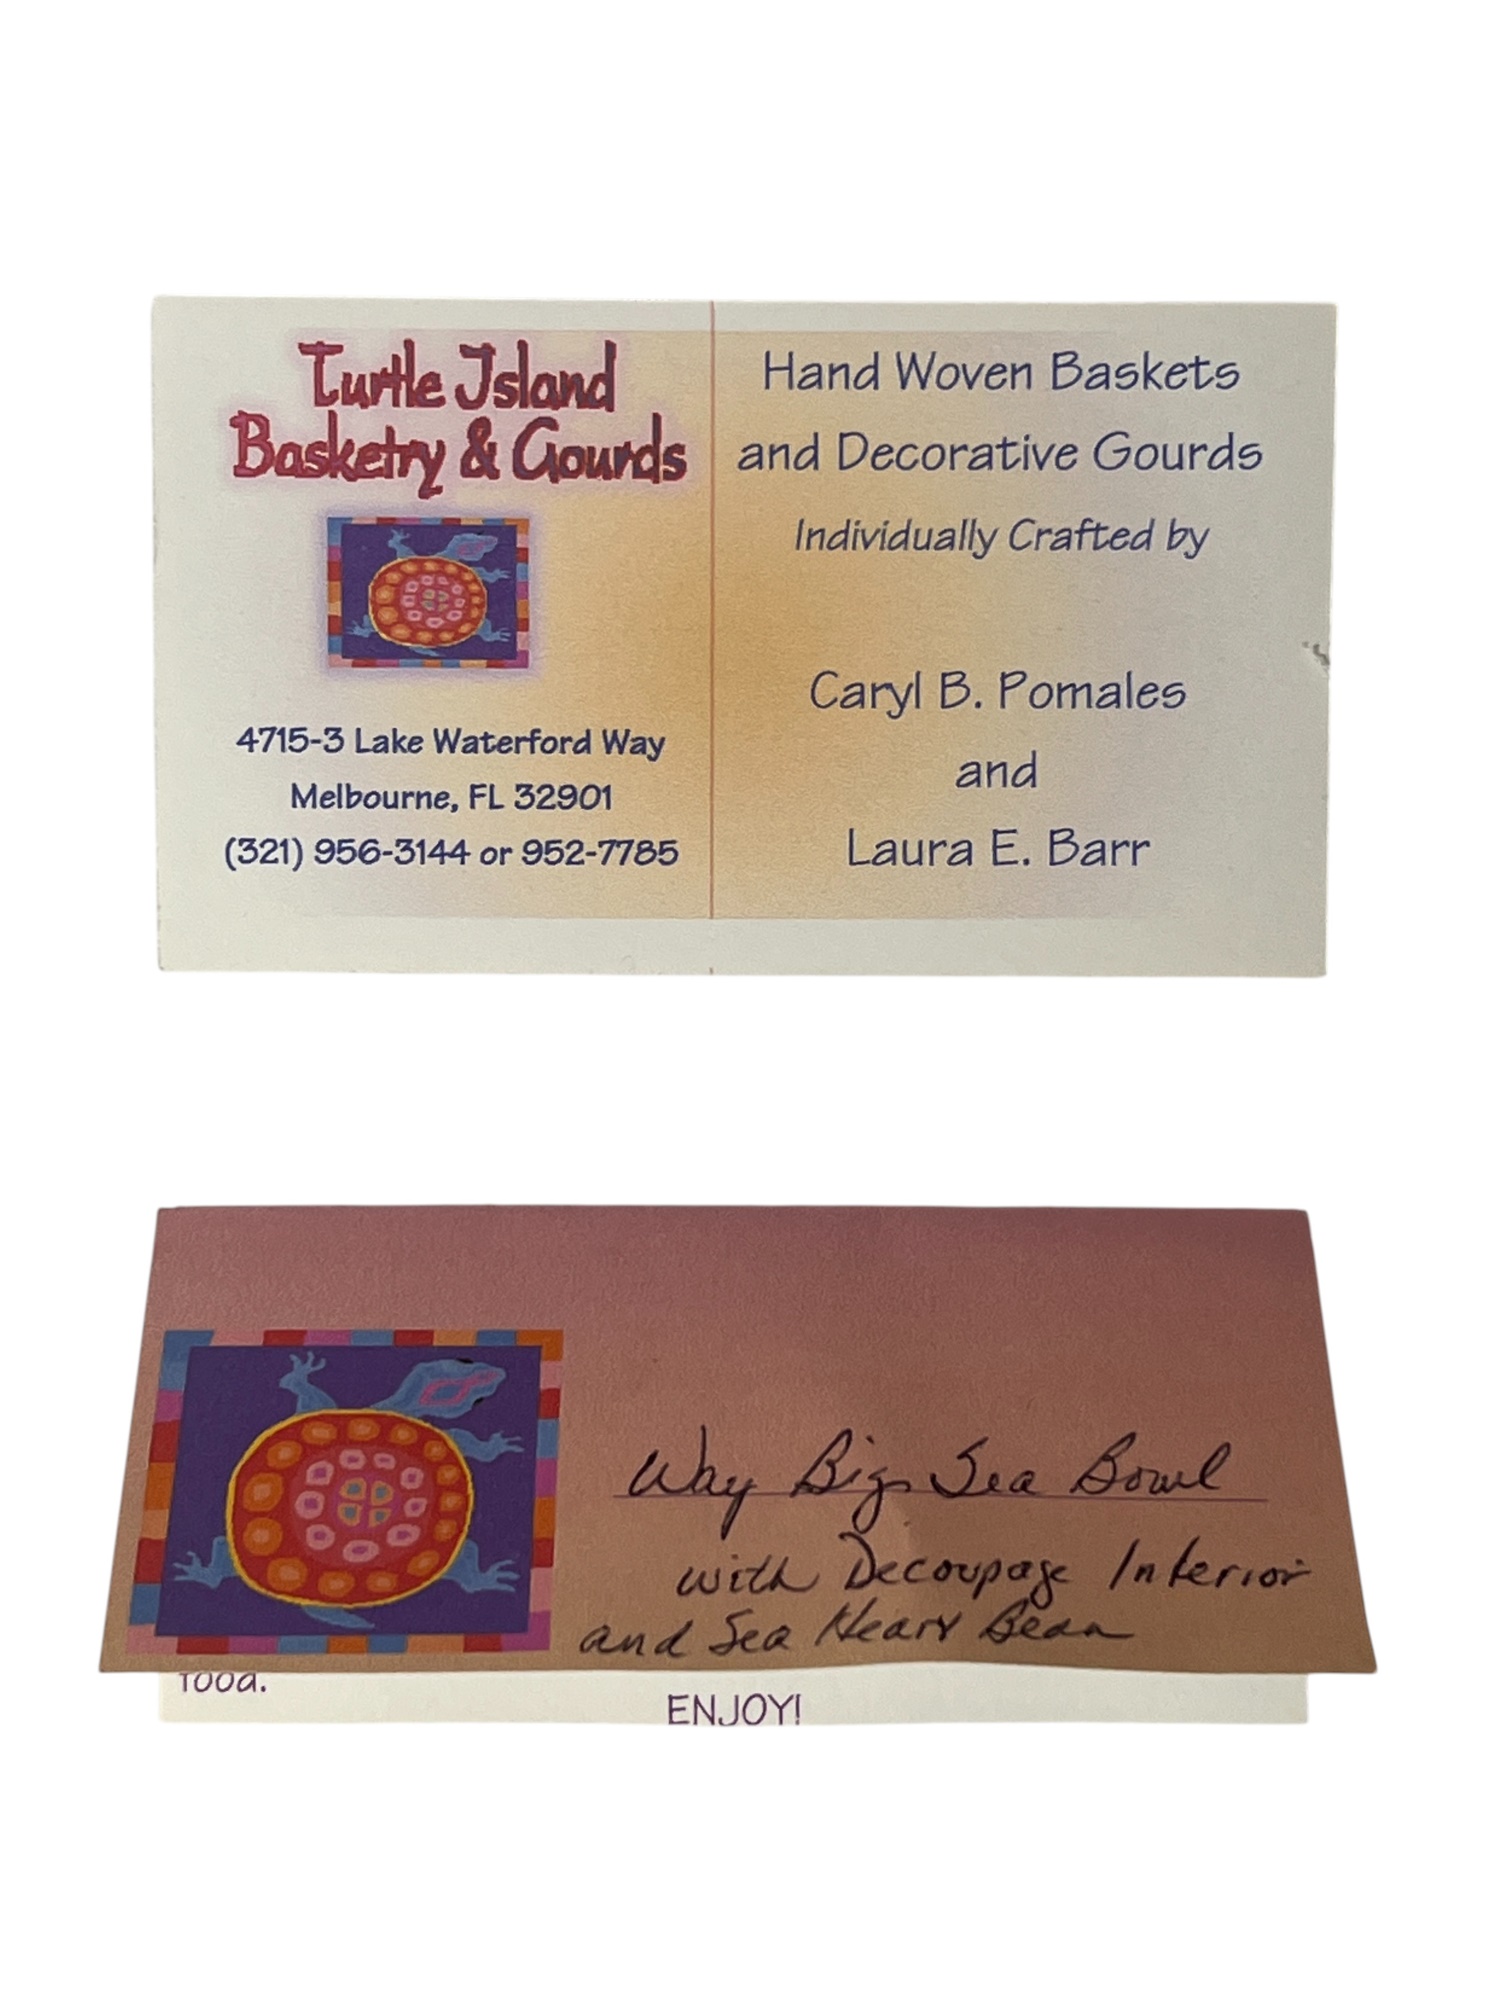 Turtle Island
Basketry & Gourds
4715-3 Lake Waterford Way
Melbourne, FL 32901
(321) 956-3144 or 952-7785
Hand Woven Baskets
and Decorative Gourds
Individually Crafted by
Caryl B. Pomales
and
Laura E. Barr
Way Big Sea Bowl
with Decoupage Interior
and Sea Heart Bean
food.
ENJOY!